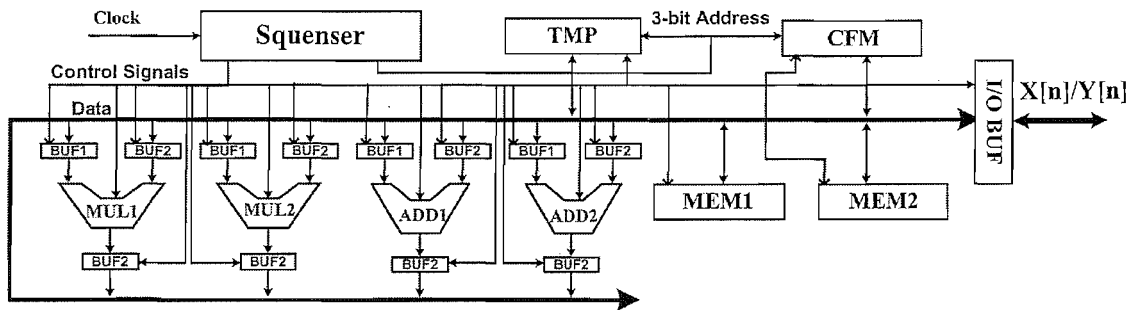 Clock
Squenser
TMP
3-bit Address
CFM
Control Signals
Data
I/O BUF
X[n]/Y[n]
BUF1
BUF2
BUF1
BUF2
BUF1
BUF2
BUF1
BUF2
MUL1
MUL2
ADD1
ADD2
MEM1
MEM2
BUF2
BUF2
BUF2
BUF2